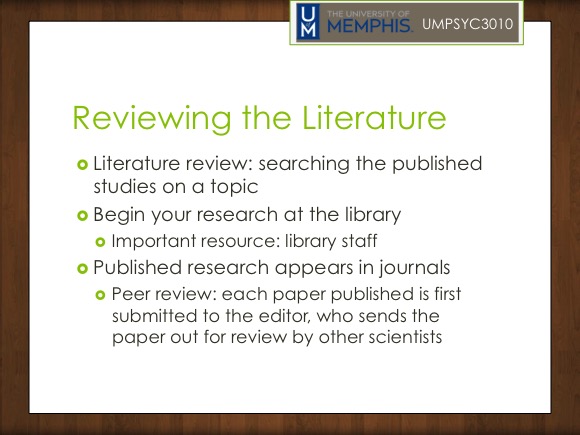 UM
THE UNIVERSITY OF
MEMPHIS.
UMPSYC3010
Reviewing the Literature
Literature review: searching the published
studies on a topic
Begin your research at the library
Important resource: library staff
Published research appears in journals
Peer review: each paper published is first
submitted to the editor, who sends the
paper out for review by other scientists